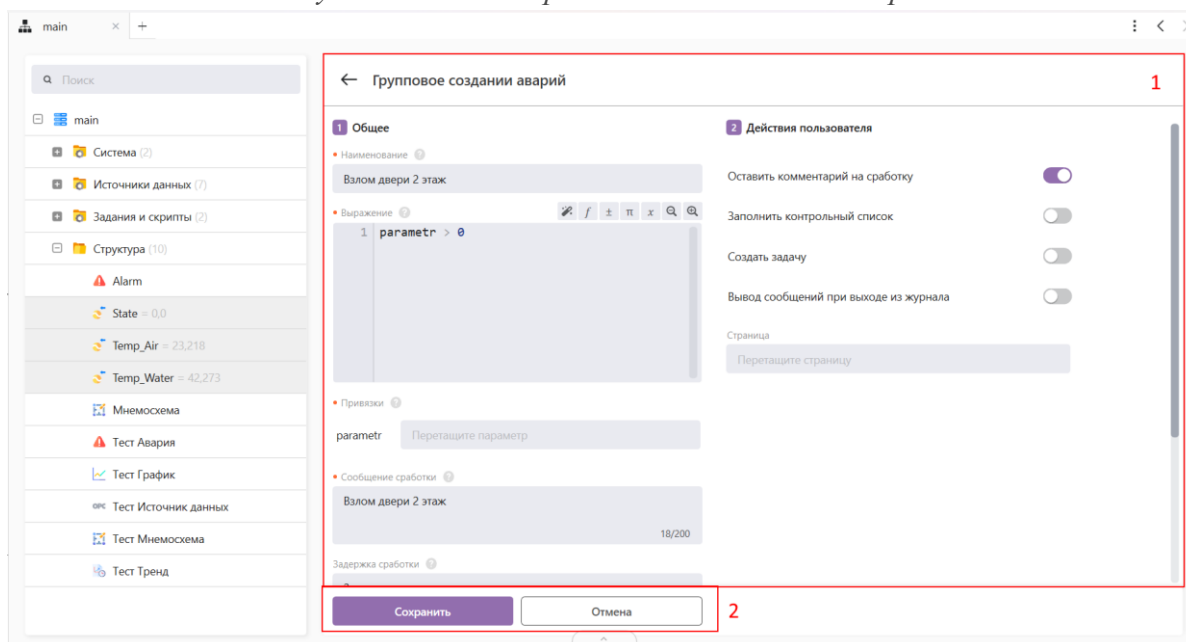 main × +
Поиск
main
Система (2)
Источники данных (7)
Задания и скрипты (2)
Структура (10)
Alarm
State = 0,0
Temp_Air = 23,218
Temp_Water = 42,273
Мнемосхема
Тест Авария
Тест График
OPC Тест Источник данных
Тест Мнемосхема
Тест Тренд
← Групповое создании аварий
1
1 Общее
• Наименование ?
Взлом двери 2 этаж
• Выражение ?
f ± π x
1 parametr > 0
• Привязки ?
parametr Перетащите параметр
• Сообщение сработки ?
Взлом двери 2 этаж
18/200
Задержка сработки ?
2 Действия пользователя
Оставить комментарий на сработку
Заполнить контрольный список
Создать задачу
Вывод сообщений при выходе из журнала
Страница
Перетащите страницу
Сохранить
Отмена
2